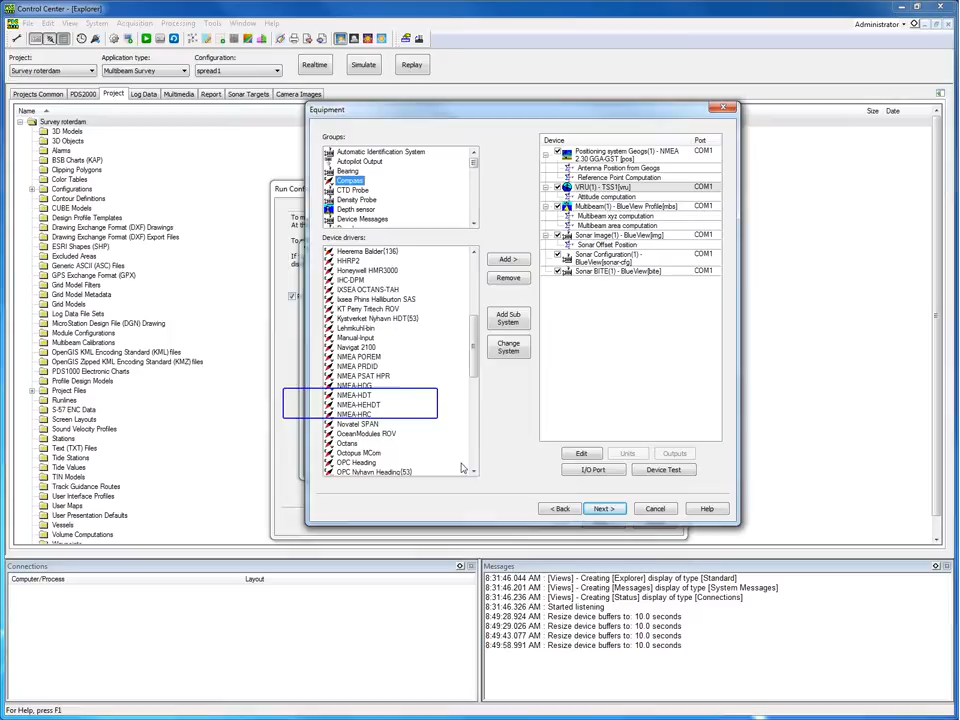 Control Center - [Explorer]
File Edit View System Acquisition Processing Tools Window Help
Administrator
Project: Application type: Configuration:
Survey roterdam Multibeam Survey spread1 Realtime Simulate Replay
Projects Common PDS2000 Project Log Data Multimedia Report Sonar Targets Camera Images
Name Size Date
Survey roterdam
3D Models
3D Objects
Alarms
BSB Charts (KAP)
Clipping Polygons
Color Tables
Configurations
Contour Definitions
CUBE Models
Design Profile Templates
Drawing Exchange Format (DXF) Drawings
Drawing Exchange Format (DXF) Export Files
ESRI Shapes (SHP)
Excluded Areas
Generic ASCII (ASC) Files
GPS Exchange Format (GPX)
Grid Model Filters
Grid Model Metadata
Grid Models
Log Data File Sets
MicroStation Design File (DGN) Drawing
Module Configurations
Multibeam Calibrations
OpenGIS KML Encoding Standard (KML) files
OpenGIS Zipped KML Encoding Standard (KMZ) files
PDS1000 Electronic Charts
Profile Design Models
Project Files
Runlines
S-57 ENC Data
Screen Layouts
Sound Velocity Profiles
Stations
Tidal Stations
TIN Models
Track Guidance Routes
User Maps
User Presentation Defaults
Vessels
Volume Computations
Run Con
Equipment
Groups:
Automatic Identification System
Autopilot Output
Bearing
Compass
CTD Probe
Density Probe
Depth sensor
Device Messages
Device drivers:
Heerema Balder(136)
HHRP2
Honeywell HMR3000
IHC-DPM
IXSEA OCTANS-TAH
Ixsea Phins Halliburton SAS
KT Perry Tritech ROV
Kyatverket Nyhavn HDT{53}
Lehmkuhl-bin
Manual-Input
Navigat 2100
NMEA POREM
NMEA PRDID
NMEA PSAT HPR
NMEA-HDG
NMEA-HDT
NMEA-HEHDT
NMEA-HRC
Novatel SPAN
OceanModules ROV
Octans
Octopus MCom
OPC Heading
OPC Nyhavn Heading{53}
Add >
Remove
Add Sub System
Change System
Device Port
Positioning system Geogs(1) - NMEA 2.30 GGA-GST [pos] COM1
Antenna Position from Geogs
Reference Point Computation
VRU(1) - TSS1[vru] COM1
Attitude computation
Multibeam(1) - BlueView Profile[mbs] COM1
Multibeam xyz computation
Multibeam area computation
Sonar Image(1) - BlueView[img] COM1
Sonar Offset Position
Sonar Configuration(1) - BlueView[sonar-cfg] COM1
Sonar BITE(1) - BlueView[bite] COM1
Edit Units Outputs
I/O Port Device Test
< Back Next > Cancel Help
Connections
Computer/Process Layout
Messages
8:31:46.044 AM : [Views] - Creating [Explorer] display of type [Standard]
8:31:46.201 AM : [Views] - Creating [Messages] display of type [System Messages]
8:31:46.236 AM : [Views] - Creating [Status] display of type [Connections]
8:31:46.326 AM : Started listening
8:49:28.924 AM : Resize device buffers to: 10.0 seconds
8:49:29.026 AM : Resize device buffers to: 10.0 seconds
8:49:43.077 AM : Resize device buffers to: 10.0 seconds
8:49:58.991 AM : Resize device buffers to: 10.0 seconds
For Help, press F1